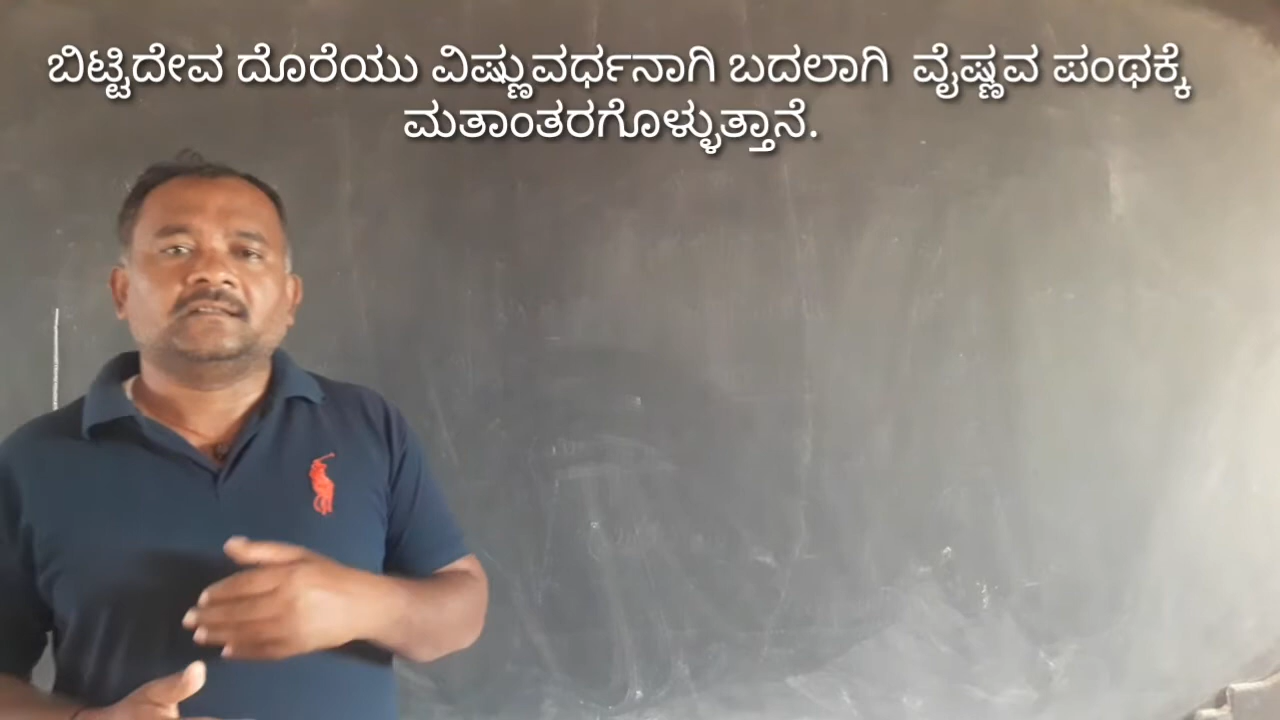 ಬಿಟ್ಟಿದೇವ ದೊರೆಯು ವಿಷ್ಣುವರ್ಧನಾಗಿ ಬದಲಾಗಿ ವೈಷ್ಣವ ಪಂಥಕ್ಕೆ
ಮತಾಂತರಗೊಳ್ಳುತ್ತಾನೆ.